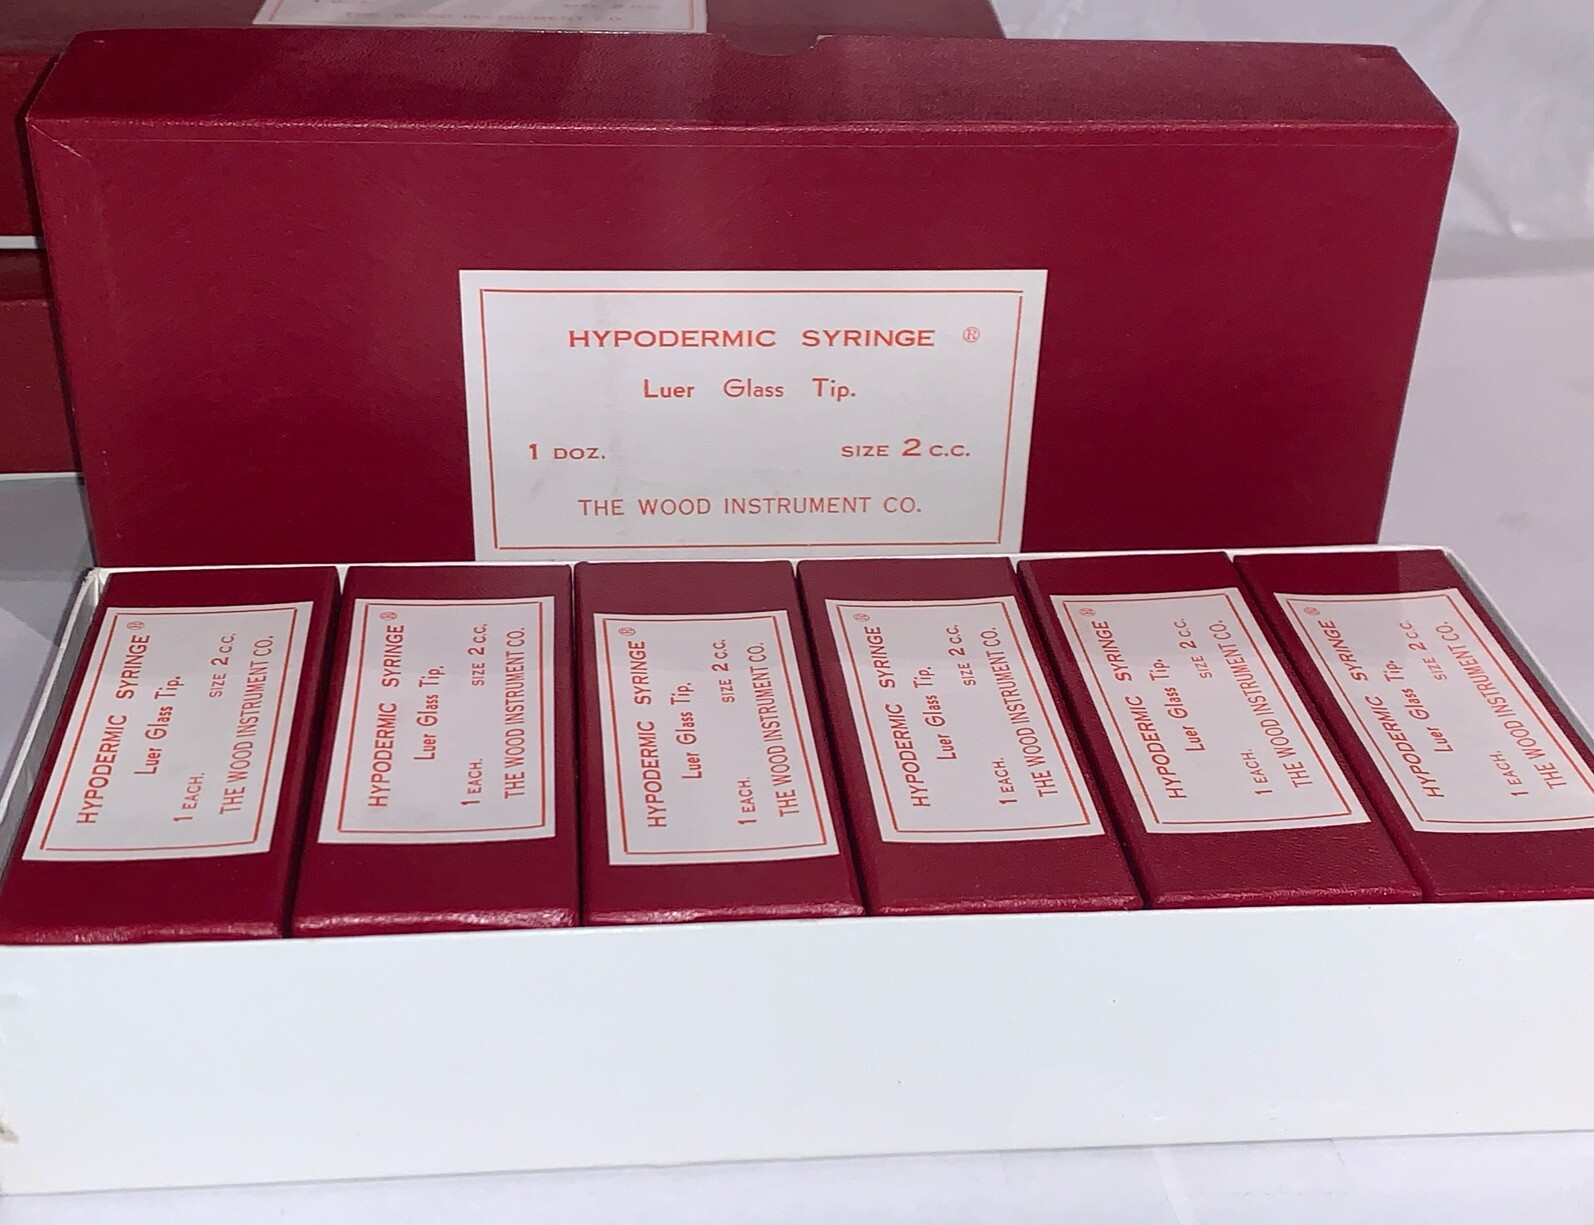 THE WOOD INSTRUMENT CO.
HYPODERMIC SYRINGE ®
Luer Glass Tip.
1 DOZ. SIZE 2 C.C.
THE WOOD INSTRUMENT CO.
HYPODERMIC SYRINGE ®
Luer Glass Tip.
1 EACH. SIZE 2 C.C.
THE WOOD INSTRUMENT CO.
HYPODERMIC SYRINGE ®
Luer Glass Tip.
1 EACH. SIZE 2 C.C.
THE WOOD INSTRUMENT CO.
HYPODERMIC SYRINGE ®
Luer Glass Tip.
1 EACH. SIZE 2 C.C.
THE WOOD INSTRUMENT CO.
HYPODERMIC SYRINGE ®
Luer Glass Tip.
1 EACH. SIZE 2 C.C.
THE WOOD INSTRUMENT CO.
HYPODERMIC SYRINGE ®
Luer Glass Tip.
1 EACH. SIZE 2 C.C.
THE WOOD INSTRUMENT CO.
HYPODERMIC SYRINGE ®
Luer Glass Tip.
1 EACH. SIZE 2 C.C.
THE WOOD INSTRUMENT CO.